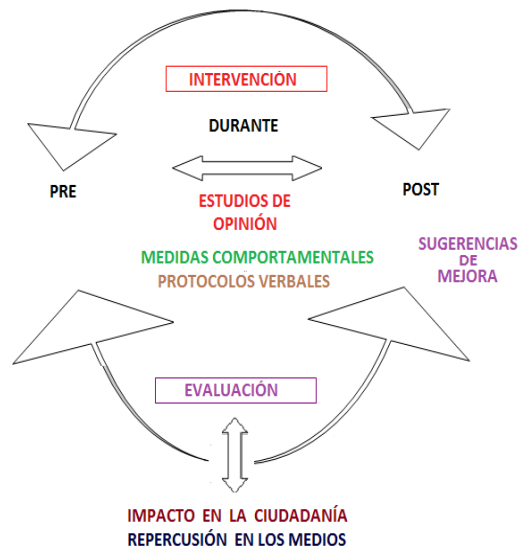 INTERVENCIÓN
DURANTE
PRE
POST
ESTUDIOS DE
OPINIÓN
MEDIDAS COMPORTAMENTALES
PROTOCOLOS VERBALES
SUGERENCIAS
DE
MEJORA
EVALUACIÓN
IMPACTO EN LA CIUDADANÍA
REPERCUSIÓN EN LOS MEDIOS